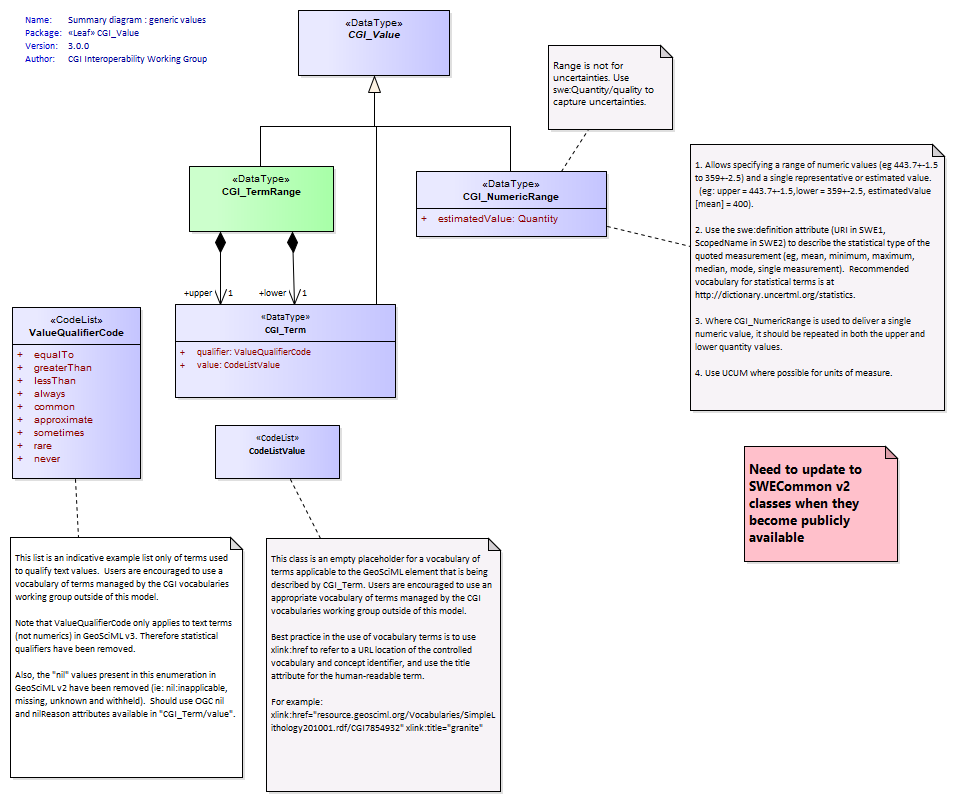 Name: Summary diagram : generic values
Package: «Leaf» CGI_Value
Version: 3.0.0
Author: CGI Interoperability Working Group
«DataType»
CGI_Value
Range is not for
uncertainties. Use
swe:Quantity/quality to
capture uncertainties.
«DataType»
CGI_TermRange
«DataType»
CGI_NumericRange
+ estimatedValue: Quantity
1. Allows specifying a range of numeric values (eg 443.7+-1.5
to 359+-2.5) and a single representative or estimated value.
(eg: upper = 443.7+-1.5,lower = 359+-2.5, estimatedValue
[mean] = 400).
2. Use the swe:definition attribute (URI in SWE1,
ScopedName in SWE2) to describe the statistical type of the
quoted measurement (eg, mean, minimum, maximum,
median, mode, single measurement). Recommended
vocabulary for statistical terms is at
http://dictionary.uncertml.org/statistics.
3. Where CGI_NumericRange is used to deliver a single
numeric value, it should be repeated in both the upper and
lower quantity values.
4. Use UCUM where possible for units of measure.
+upper 1 +lower 1
«DataType»
CGI_Term
qualifier: ValueQualifierCode
+ value: CodeListValue
«CodeList»
ValueQualifierCode
+ equalTo
+ greaterThan
+ lessThan
+ always
+ common
+ approximate
+ sometimes
+ rare
+ never
«CodeList»
CodeListValue
Need to update to
SWECommon v2
classes when they
become publicly
available
This list is an indicative example list only of terms used
to qualify text values. Users are encouraged to use a
vocabulary of terms managed by the CGI vocabularies
working group outside of this model.
Note that ValueQualifierCode only applies to text terms
(not numerics) in GeoSciML v3. Therefore statistical
qualifiers have been removed.
Also, the "nil" values present in this enumeration in
GeoSciML v2 have been removed (ie: nil:inapplicable,
missing, unknown and withheld). Should use OGC nil
and nilReason attributes available in "CGI_Term/value".
This class is an empty placeholder for a vocabulary of
terms applicable to the GeoSciML element that is being
described by CGI_Term. Users are encouraged to use an
appropriate vocabulary of terms managed by the CGI
vocabularies working group outside of this model.
Best practice in the use of vocabulary terms is to use
xlink:href to refer to a URL location of the controlled
vocabulary and concept identifier, and use the title
attribute for the human-readable term.
For example:
xlink:href="resource.geosciml.org/Vocabularies/SimpleL
ithology201001.rdf/CGI7854932" xlink:title="granite"